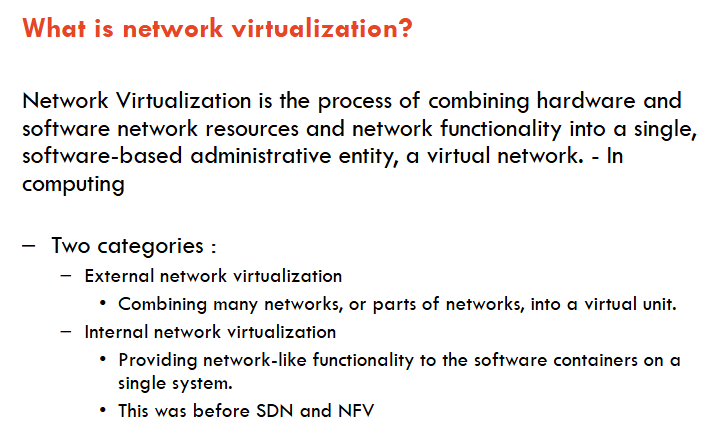 What is network virtualization?
Network Virtualization is the process of combining hardware and
software network resources and network functionality into a single,
software-based administrative entity, a virtual network. - In
computing
– Two categories :
– External network virtualization
• Combining many networks, or parts of networks, into a virtual unit.
– Internal network virtualization
• Providing network-like functionality to the software containers on a
single system.
• This was before SDN and NFV